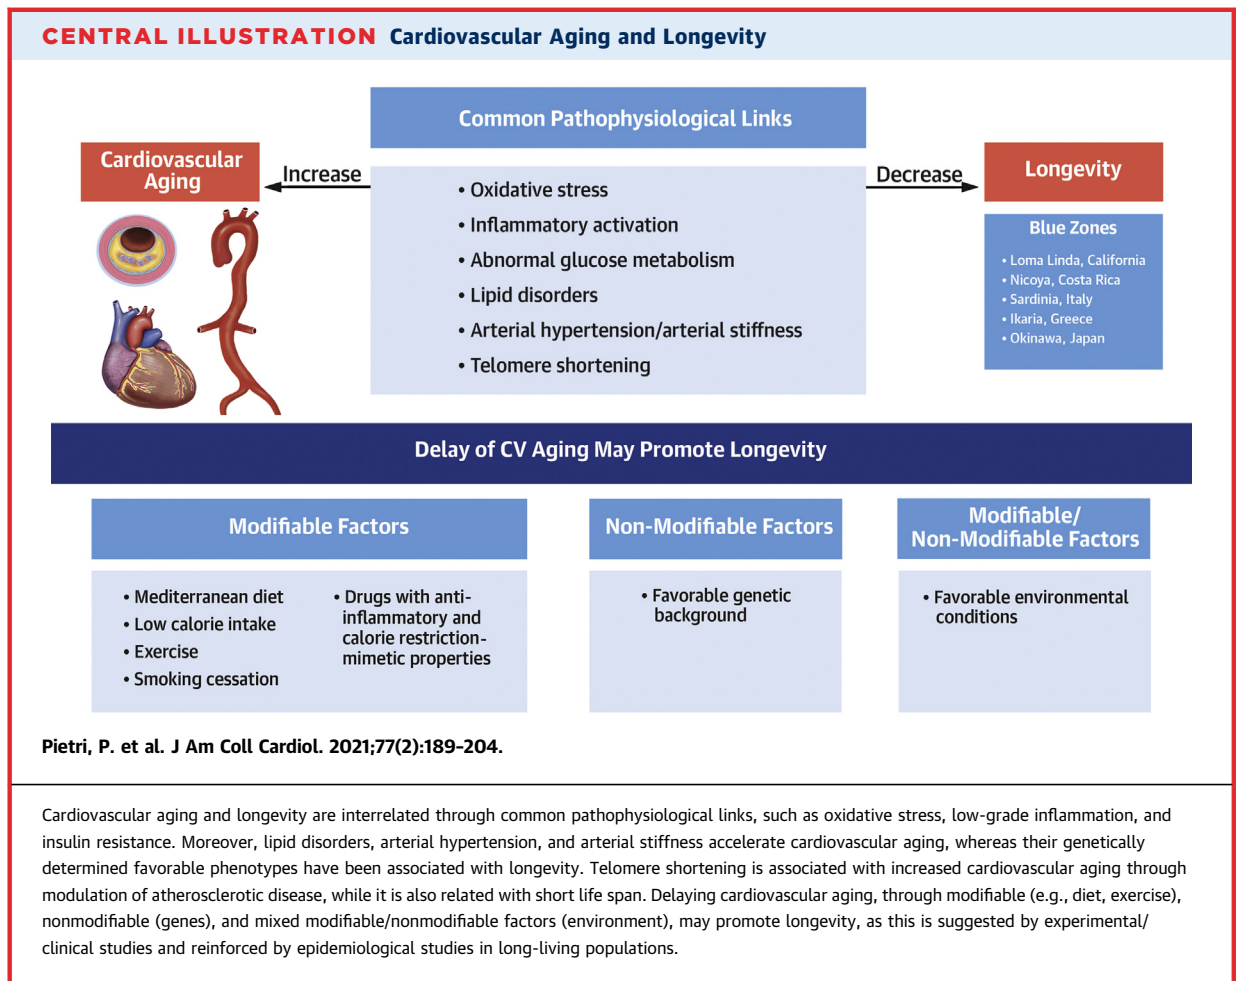 CENTRAL ILLUSTRATION Cardiovascular Aging and Longevity
Common Pathophysiological Links
Cardiovascular
Aging
Increase
• Oxidative stress
• Inflammatory activation
• Abnormal glucose metabolism
• Lipid disorders
• Arterial hypertension/arterial stiffness
• Telomere shortening
Decrease
Longevity
Blue Zones
• Loma Linda, California
• Nicoya, Costa Rica
• Sardinia, Italy
• Ikaria, Greece
• Okinawa, Japan
Delay of CV Aging May Promote Longevity
Modifiable Factors
• Mediterranean diet
• Low calorie intake
• Exercise
• Smoking cessation
• Drugs with anti-
inflammatory and
calorie restriction-
mimetic properties
Non-Modifiable Factors
• Favorable genetic
background
Modifiable/
Non-Modifiable Factors
• Favorable environmental
conditions
Pietri, P. et al. J Am Coll Cardiol. 2021;77(2):189–204.
Cardiovascular aging and longevity are interrelated through common pathophysiological links, such as oxidative stress, low-grade inflammation, and
insulin resistance. Moreover, lipid disorders, arterial hypertension, and arterial stiffness accelerate cardiovascular aging, whereas their genetically
determined favorable phenotypes have been associated with longevity. Telomere shortening is associated with increased cardiovascular aging through
modulation of atherosclerotic disease, while it is also related with short life span. Delaying cardiovascular aging, through modifiable (e.g., diet, exercise),
nonmodifiable (genes), and mixed modifiable/nonmodifiable factors (environment), may promote longevity, as this is suggested by experimental/
clinical studies and reinforced by epidemiological studies in long-living populations.